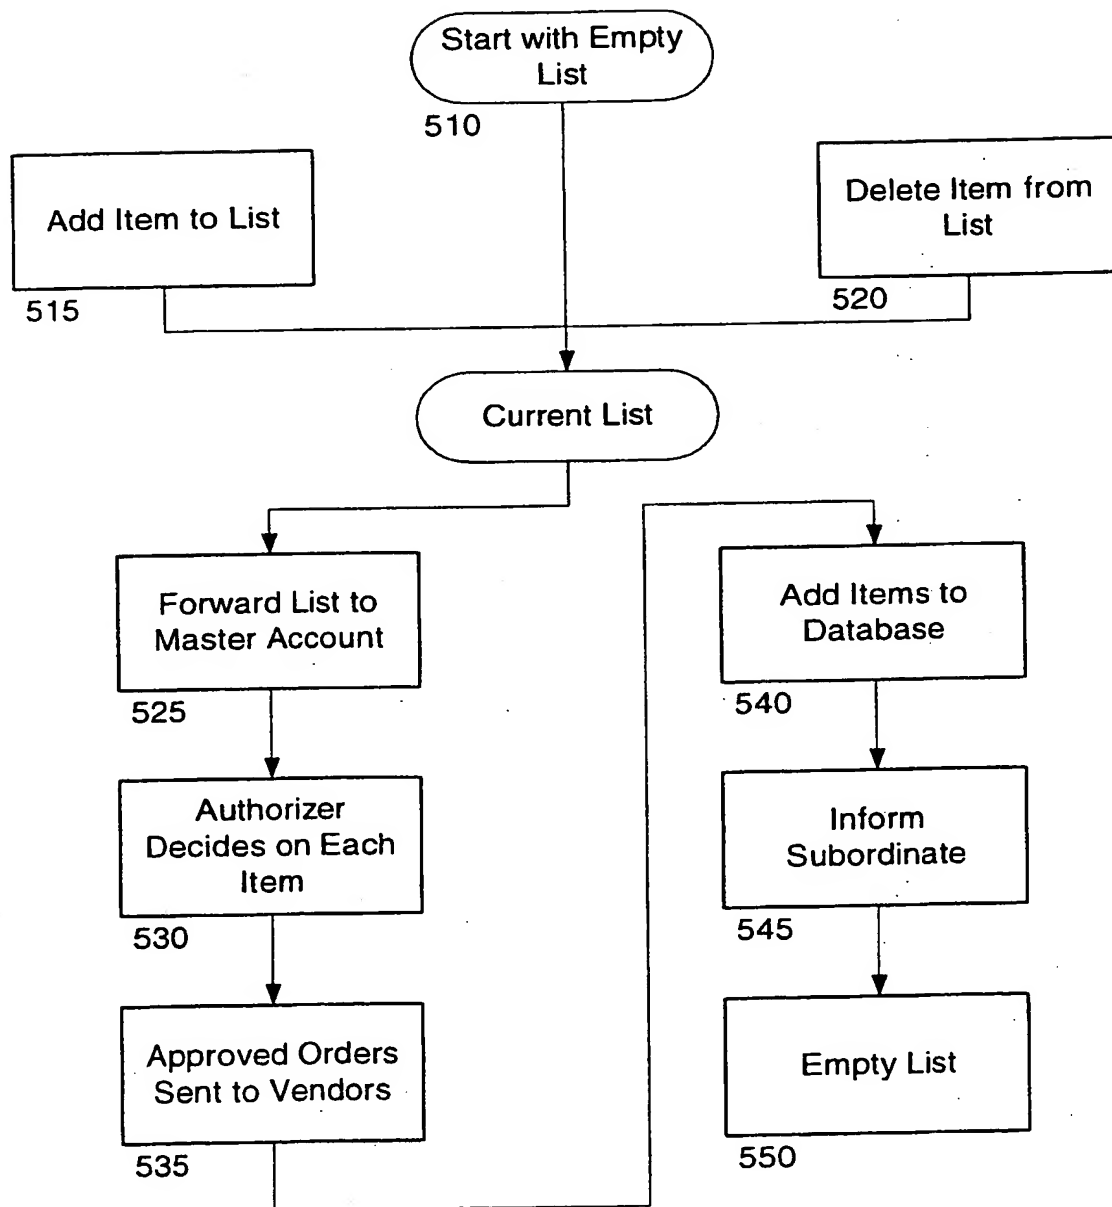 Start with Empty
List
510
Add Item to List
515
Delete Item from
List
520
Current List
Forward List to
Master Account
525
Authorizer
Decides on Each
Item
530
Approved Orders
Sent to Vendors
535
Add Items to
Database
540
Inform
Subordinate
545
Empty List
550